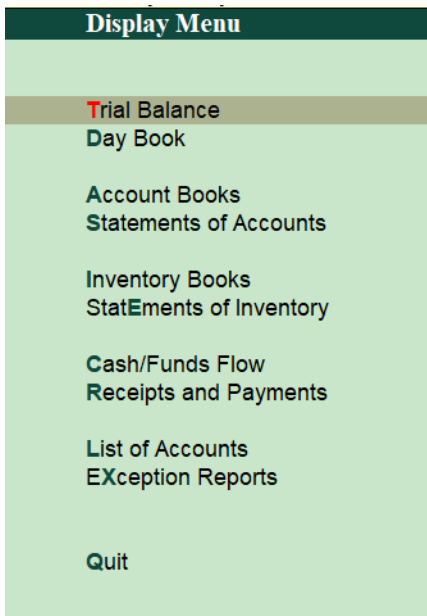 Display Menu
Trial Balance
Day Book
Account Books
Statements of Accounts
Inventory Books
StatEments of Inventory
Cash/Funds Flow
Receipts and Payments
List of Accounts
EXception Reports
Quit